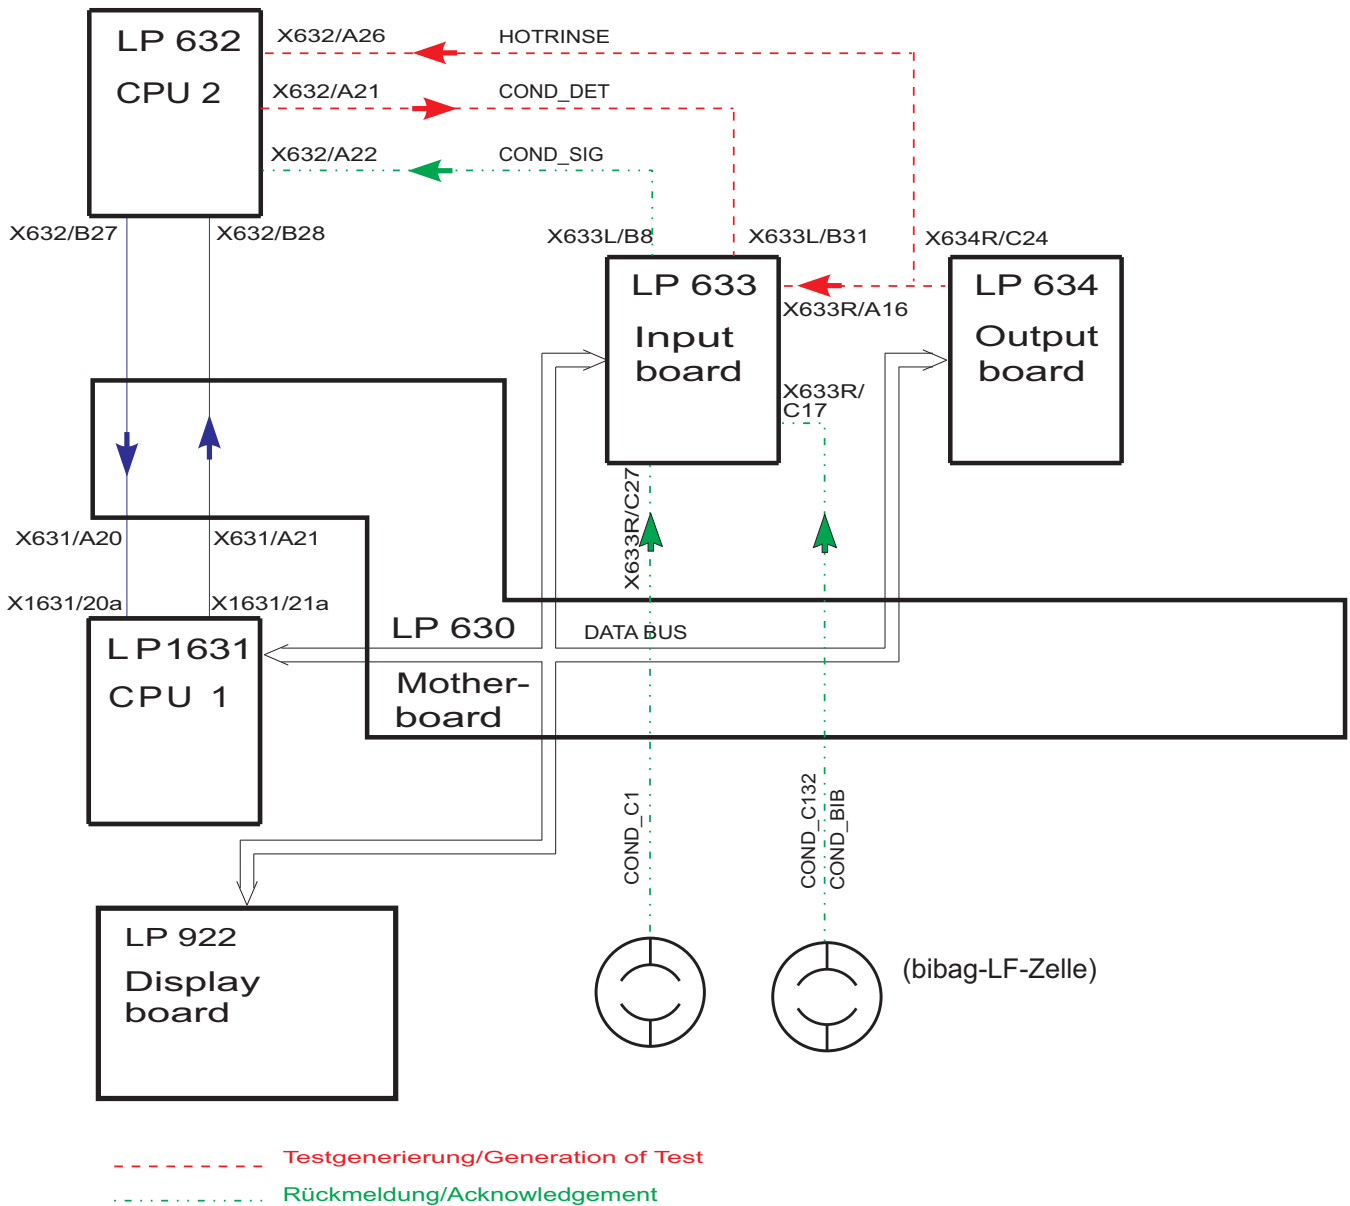 LP 632
CPU 2
X632/A26
HOTRINSE
X632/A21
COND_DET
X632/A22
COND_SIG
X632/B27
X632/B28
X633L/B8
X633L/B31
X634R/C24
LP 633
Input
board
X633R/A16
LP 634
Output
board
X633R/
C17
X633R/C27
X631/A20
X631/A21
X1631/20a
X1631/21a
LP1631
CPU 1
LP 630
DATA BUS
Mother-
board
COND_C1
COND_C132
COND_BIB
LP 922
Display
board
(bibag-LF-Zelle)
Testgenerierung/Generation of Test
Rückmeldung/Acknowledgement